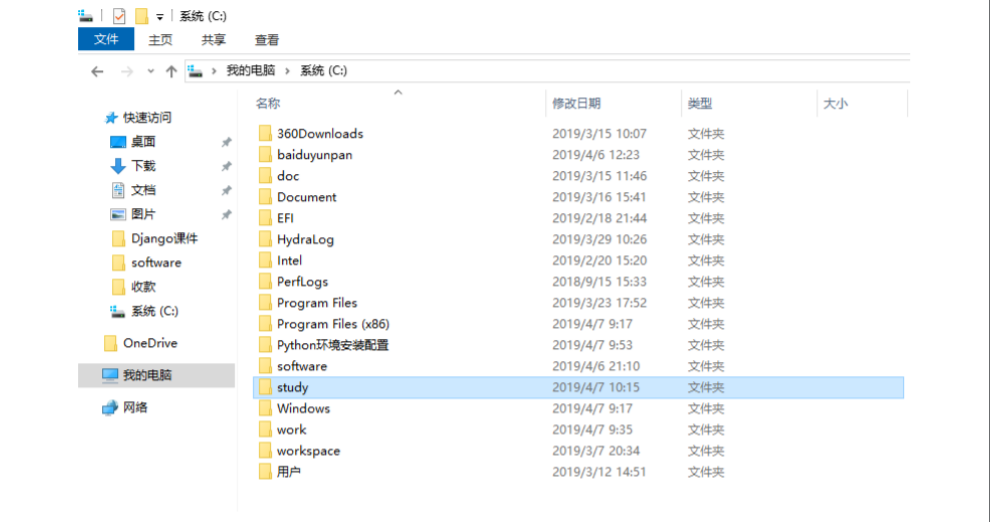 系统 (C:)
文件 主页 共享 查看
我的电脑 › 系统 (C:)
快速访问
桌面
下载
文档
图片
Django课件
software
收款
系统 (C:)
OneDrive
我的电脑
网络
名称 修改日期 类型 大小
360Downloads 2019/3/15 10:07 文件夹
baiduyunpan 2019/4/6 12:23 文件夹
doc 2019/3/15 11:46 文件夹
Document 2019/3/16 15:41 文件夹
EFI 2019/2/18 21:44 文件夹
HydraLog 2019/3/29 10:26 文件夹
Intel 2019/2/20 15:20 文件夹
PerfLogs 2018/9/15 15:33 文件夹
Program Files 2019/3/23 17:52 文件夹
Program Files (x86) 2019/4/7 9:17 文件夹
Python环境安装配置 2019/4/7 9:53 文件夹
software 2019/4/6 21:10 文件夹
study 2019/4/7 10:15 文件夹
Windows 2019/4/7 9:17 文件夹
work 2019/4/7 9:35 文件夹
workspace 2019/3/7 20:34 文件夹
用户 2019/3/12 14:51 文件夹